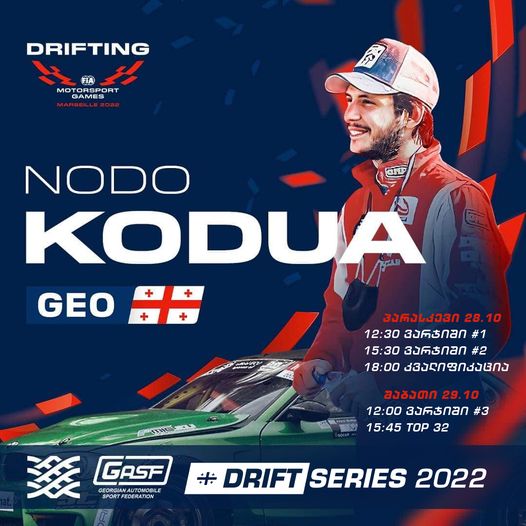 DRIFTING
FIA
MOTORSPORT
GAMES
MARSEILLE 2022
NODO
KODUA
GEO
პარასკევი 28.10
12:30 ვარჯიში #1
15:30 ვარჯიში #2
18:00 კვალიფიკაცია
შაბათი 29.10
12:00 ვარჯიში #3
15:45 TOP 32
GASF
GEORGIAN AUTOMOBILE
SPORT FEDERATION
DRIFT SERIES 2022